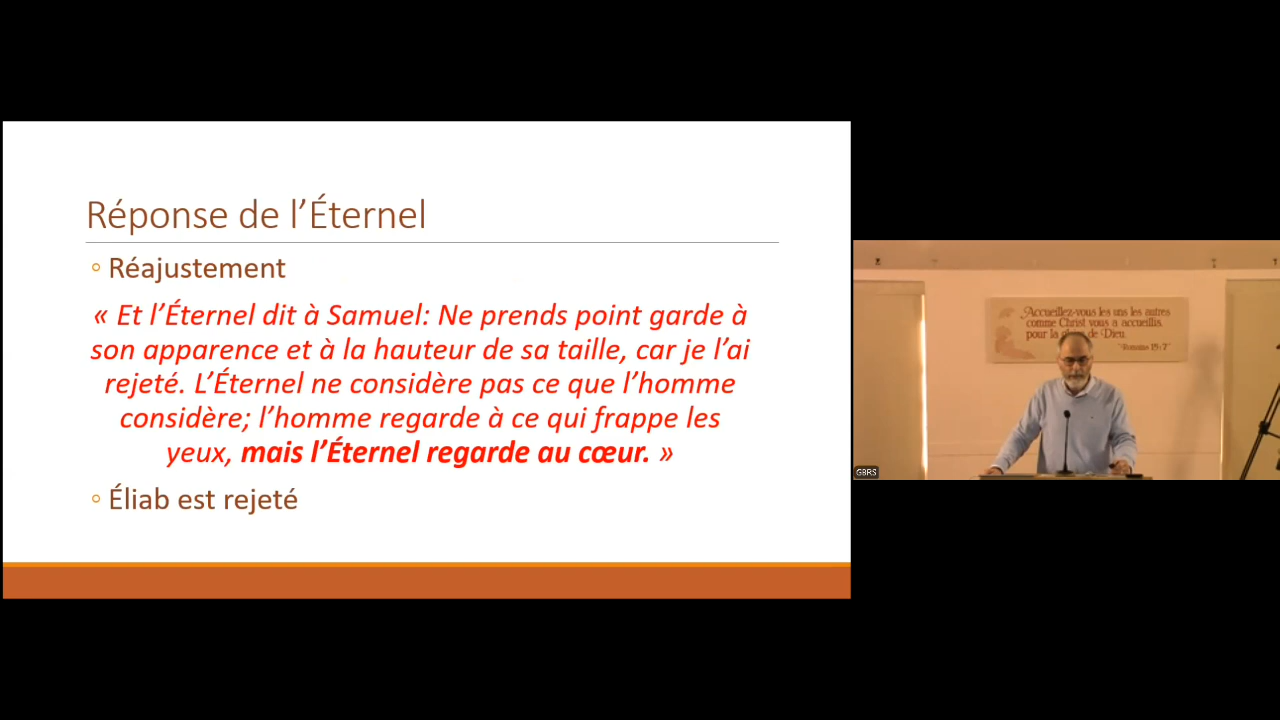 Réponse de l’Éternel
Réajustement
« Et l’Éternel dit à Samuel: Ne prends point garde à
son apparence et à la hauteur de sa taille, car je l’ai
rejeté. L’Éternel ne considère pas ce que l’homme
considère; l’homme regarde à ce qui frappe les
yeux, mais l’Éternel regarde au cœur. »
Éliab est rejeté
Accueillez-vous les uns les autres
comme Christ vous a accueillis,
pour la de Dieu.
Romains 15:7
GBRS